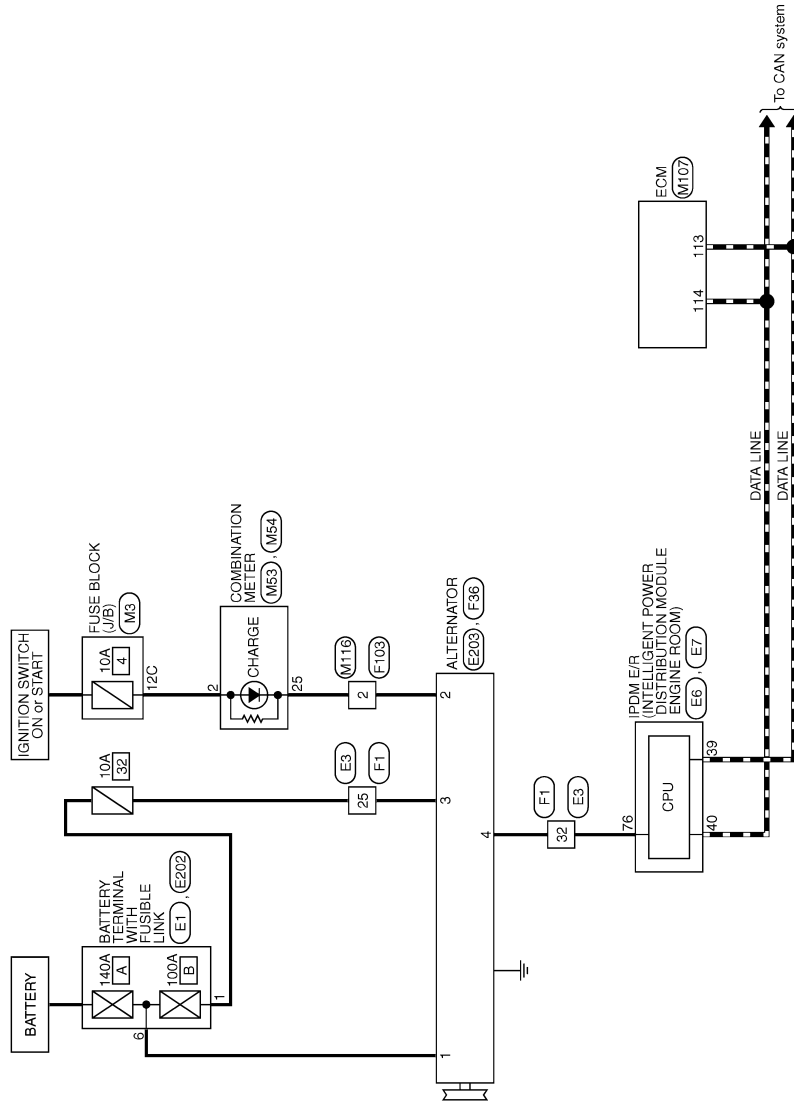 BATTERY
IGNITION SWITCH
ON or START
140A
A
100A
B
BATTERY
TERMINAL
WITH
FUSIBLE
LINK
E1 , E202
6
1
10A
32
10A
4
FUSE BLOCK
(J/B)
M3
12C
2
CHARGE
COMBINATION
METER
M53 , M54
25
25
E3
F1
2
M116
F103
1
3
2
4
ALTERNATOR
E203 , F36
32
F1
E3
76
CPU
IPDM E/R
(INTELLIGENT POWER
DISTRIBUTION MODULE
ENGINE ROOM)
E6 , E7
40
39
DATA LINE
DATA LINE
114
113
ECM
M107
To CAN system